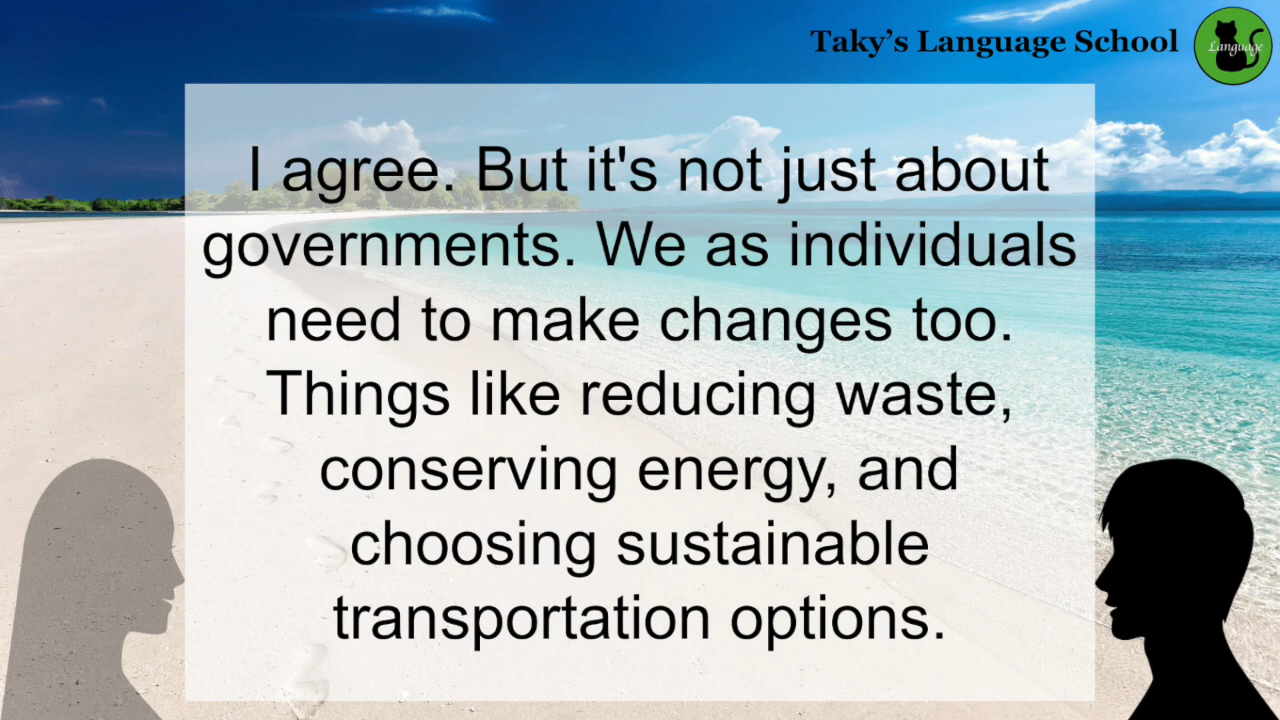 Taky’s Language School
Language
I agree. But it's not just about
governments. We as individuals
need to make changes too.
Things like reducing waste,
conserving energy, and
choosing sustainable
transportation options.